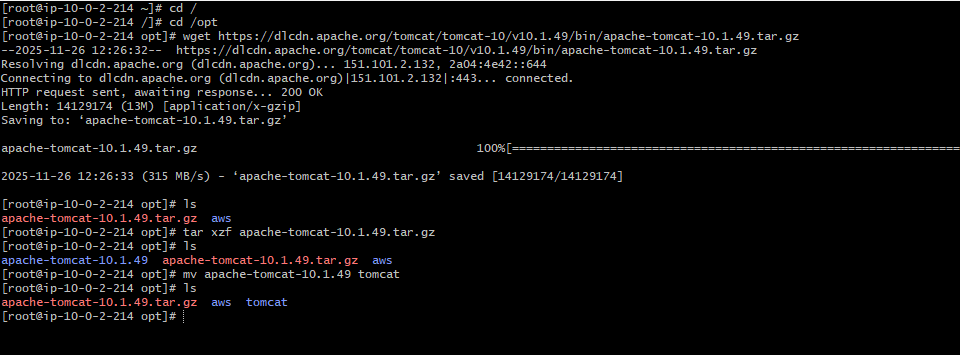 [root@ip-10-0-2-214 ~]# cd /
[root@ip-10-0-2-214 /]# cd /opt
[root@ip-10-0-2-214 opt]# wget https://dlcdn.apache.org/tomcat/tomcat-10/v10.1.49/bin/apache-tomcat-10.1.49.tar.gz
--2025-11-26 12:26:32--  https://dlcdn.apache.org/tomcat/tomcat-10/v10.1.49/bin/apache-tomcat-10.1.49.tar.gz
Resolving dlcdn.apache.org (dlcdn.apache.org)... 151.101.2.132, 2a04:4e42::644
Connecting to dlcdn.apache.org (dlcdn.apache.org)|151.101.2.132|:443... connected.
HTTP request sent, awaiting response... 200 OK
Length: 14129174 (13M) [application/x-gzip]
Saving to: ‘apache-tomcat-10.1.49.tar.gz’
apache-tomcat-10.1.49.tar.gz                                        100%[================================================================
2025-11-26 12:26:33 (315 MB/s) - ‘apache-tomcat-10.1.49.tar.gz’ saved [14129174/14129174]
[root@ip-10-0-2-214 opt]# ls
apache-tomcat-10.1.49.tar.gz  aws
[root@ip-10-0-2-214 opt]# tar xzf apache-tomcat-10.1.49.tar.gz
[root@ip-10-0-2-214 opt]# ls
apache-tomcat-10.1.49  apache-tomcat-10.1.49.tar.gz  aws
[root@ip-10-0-2-214 opt]# mv apache-tomcat-10.1.49 tomcat
[root@ip-10-0-2-214 opt]# ls
apache-tomcat-10.1.49.tar.gz  aws  tomcat
[root@ip-10-0-2-214 opt]#